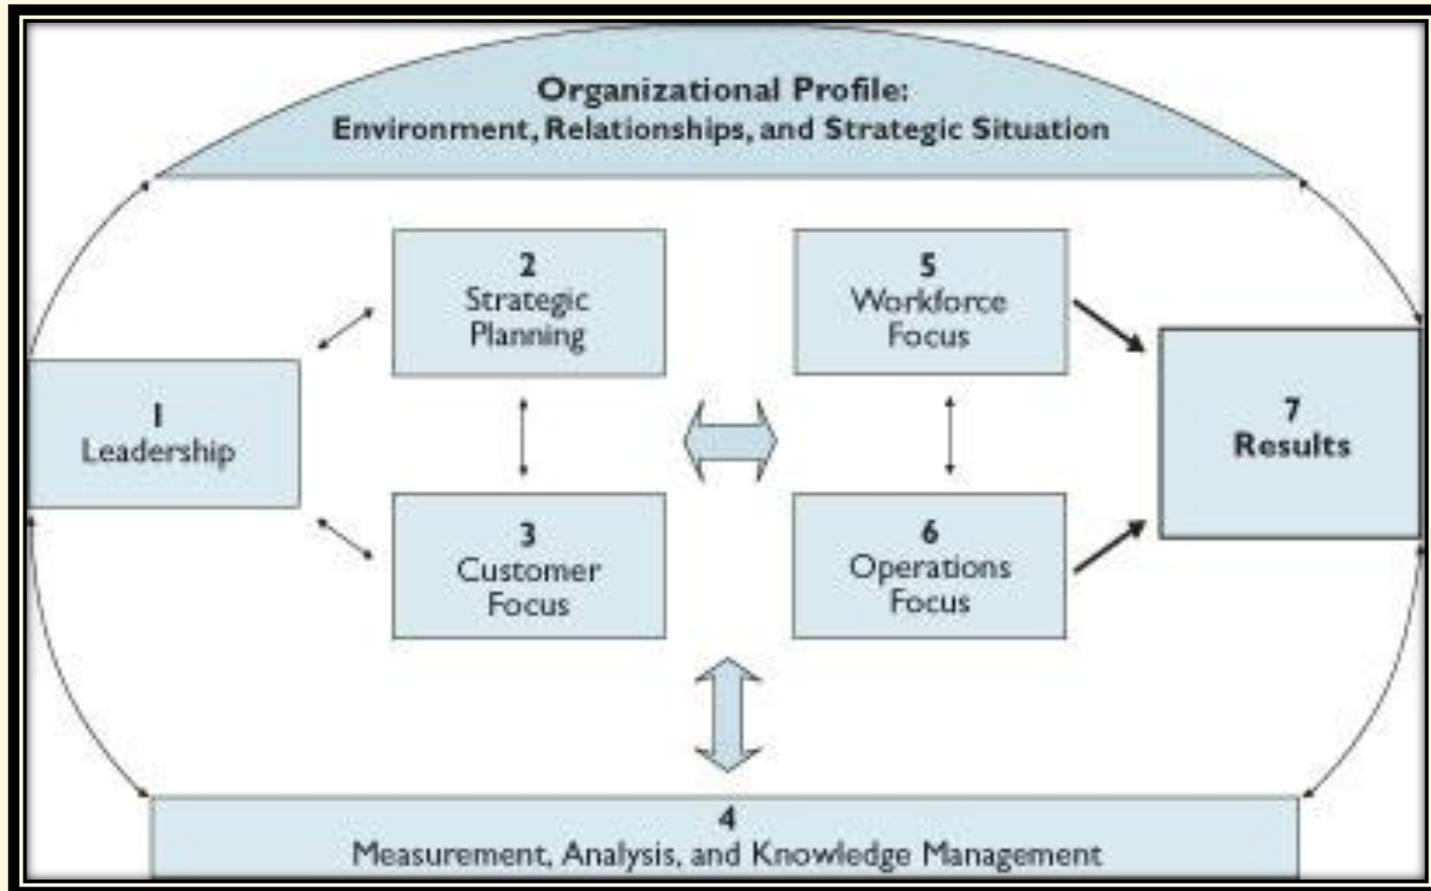 Organizational Profile:
Environment, Relationships, and Strategic Situation
2
Strategic
Planning
5
Workforce
Focus
1
Leadership
7
Results
3
Customer
Focus
6
Operations
Focus
4
Measurement, Analysis, and Knowledge Management